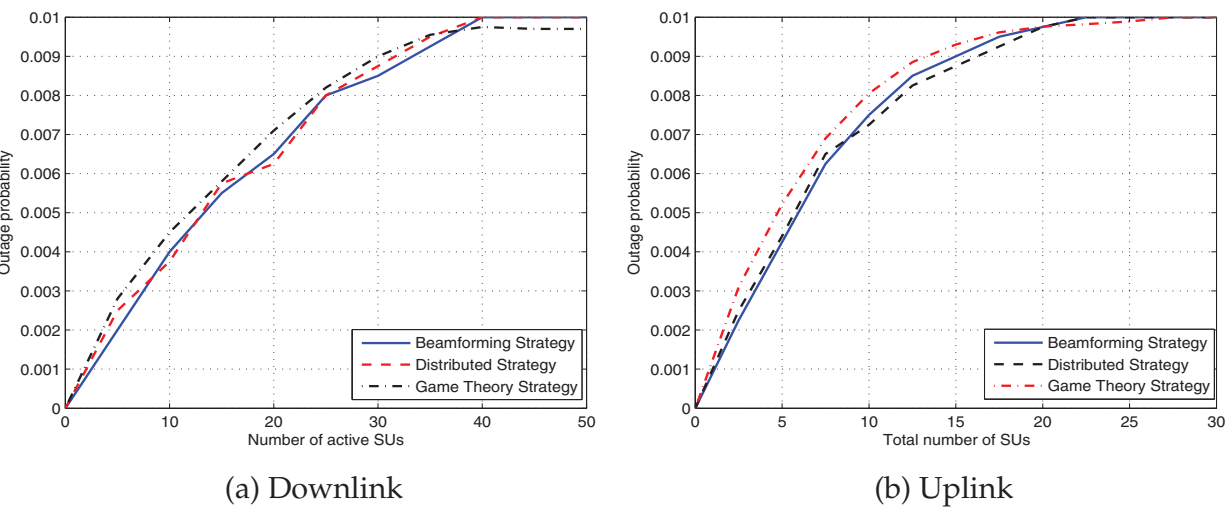 0.01
0.009
0.008
0.007
0.006
0.005
0.004
0.003
0.002
0.001
0
Outage probability
0 10 20 30 40 50
Number of active SUs
Beamforming Strategy
Distributed Strategy
Game Theory Strategy
(a) Downlink
0.01
0.009
0.008
0.007
0.006
0.005
0.004
0.003
0.002
0.001
0
Outage probability
0 5 10 15 20 25 30
Total number of SUs
Beamforming Strategy
Distributed Strategy
Game Theory Strategy
(b) Uplink